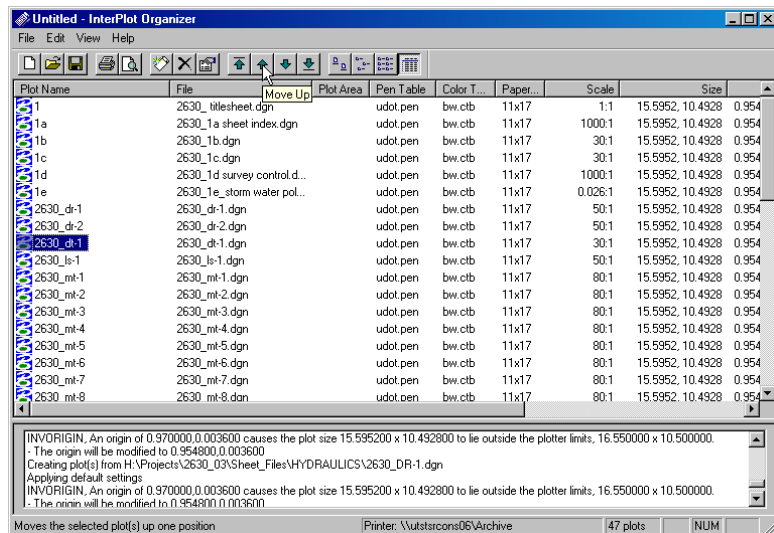 Untitled - InterPlot Organizer
File Edit View Help
Plot Name File Plot Area Pen Table Color T... Paper... Scale Size
Move Up
1 2630_ titlesheet.dgn udot.pen bw.ctb 11x17 1:1 15.5952, 10.4928 0.954
1a 2630_1a sheet index.dgn udot.pen bw.ctb 11x17 1000:1 15.5952, 10.4928 0.954
1b 2630_1b.dgn udot.pen bw.ctb 11x17 30:1 15.5952, 10.4928 0.954
1c 2630_1c.dgn udot.pen bw.ctb 11x17 30:1 15.5952, 10.4928 0.954
1d 2630_1d survey control.d... udot.pen bw.ctb 11x17 1000:1 15.5952, 10.4928 0.954
1e 2630_1e_storm water pol... udot.pen bw.ctb 11x17 0.026:1 15.5952, 10.4928 0.954
2630_dr-1 2630_dr-1.dgn udot.pen bw.ctb 11x17 50:1 15.5952, 10.4928 0.954
2630_dr-2 2630_dr-2.dgn udot.pen bw.ctb 11x17 50:1 15.5952, 10.4928 0.954
2630_dt-1 2630_dt-1.dgn udot.pen bw.ctb 11x17 30:1 15.5952, 10.4928 0.954
2630_ls-1 2630_ls-1.dgn udot.pen bw.ctb 11x17 50:1 15.5952, 10.4928 0.954
2630_mt-1 2630_mt-1.dgn udot.pen bw.ctb 11x17 80:1 15.5952, 10.4928 0.954
2630_mt-2 2630_mt-2.dgn udot.pen bw.ctb 11x17 80:1 15.5952, 10.4928 0.954
2630_mt-3 2630_mt-3.dgn udot.pen bw.ctb 11x17 80:1 15.5952, 10.4928 0.954
2630_mt-4 2630_mt-4.dgn udot.pen bw.ctb 11x17 80:1 15.5952, 10.4928 0.954
2630_mt-5 2630_mt-5.dgn udot.pen bw.ctb 11x17 80:1 15.5952, 10.4928 0.954
2630_mt-6 2630_mt-6.dgn udot.pen bw.ctb 11x17 80:1 15.5952, 10.4928 0.954
2630_mt-7 2630_mt-7.dgn udot.pen bw.ctb 11x17 80:1 15.5952, 10.4928 0.954
2630_mt-8 2630_mt-8.dgn udot.pen bw.ctb 11x17 80:1 15.5952, 10.4928 0.954
INVORIGIN, An origin of 0.970000,0.003600 causes the plot size 15.595200 x 10.492800 to lie outside the plotter limits, 16.550000 x 10.500000.
- The origin will be modified to 0.954800,0.003600
Creating plot(s) from H:\Projects\2630_03\Sheet_Files\HYDRAULICS\2630_DR-1.dgn
Applying default settings
INVORIGIN, An origin of 0.970000,0.003600 causes the plot size 15.595200 x 10.492800 to lie outside the plotter limits, 16.550000 x 10.500000.
- The origin will be modified to 0.954800,0.003600
Moves the selected plot(s) up one position Printer: \\utstsrcons06\Archive 47 plots NUM